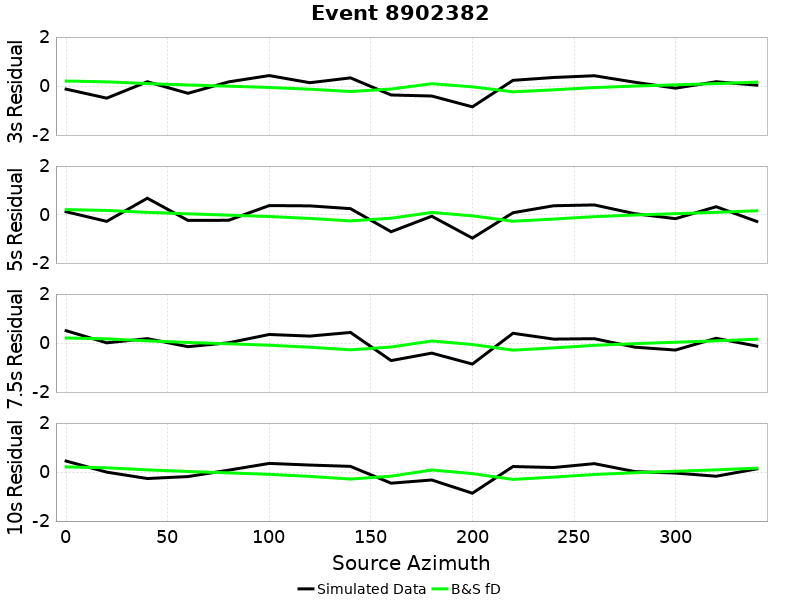 Event 8902382
2
0
-2
3s Residual
2
0
-2
5s Residual
2
0
-2
7.5s Residual
2
0
-2
10s Residual
0 50 100 150 200 250 300
Source Azimuth
Simulated Data B&S fD